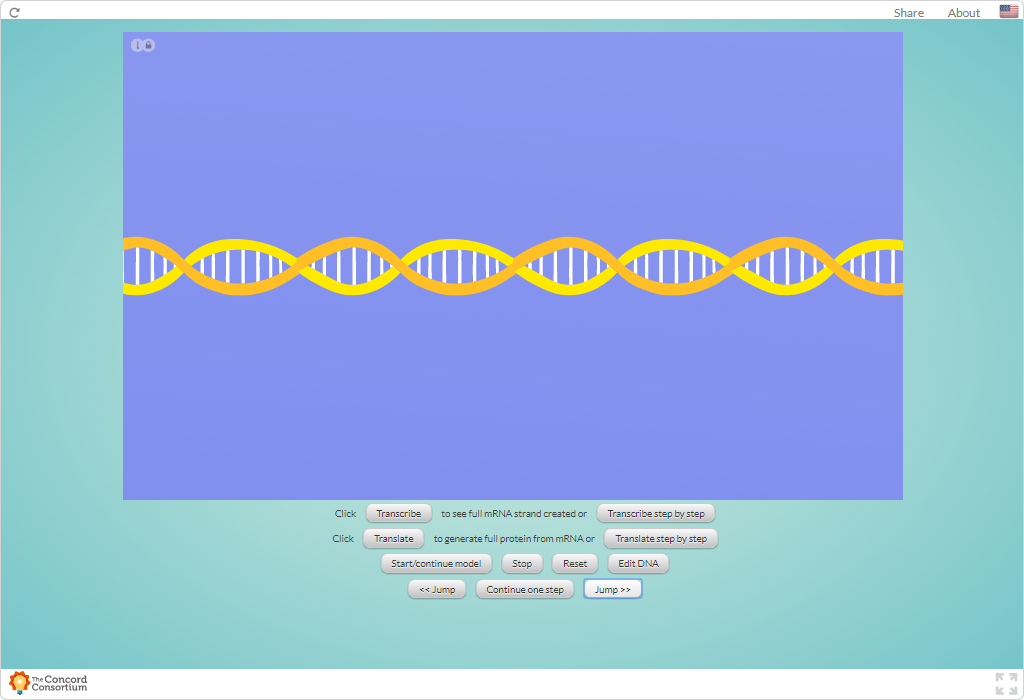 Share About
Click Transcribe to see full mRNA strand created or Transcribe step by step
Click Translate to generate full protein from mRNA or Translate step by step
Start/continue model Stop Reset Edit DNA
<< Jump Continue one step Jump >>
The Concord
Consortium